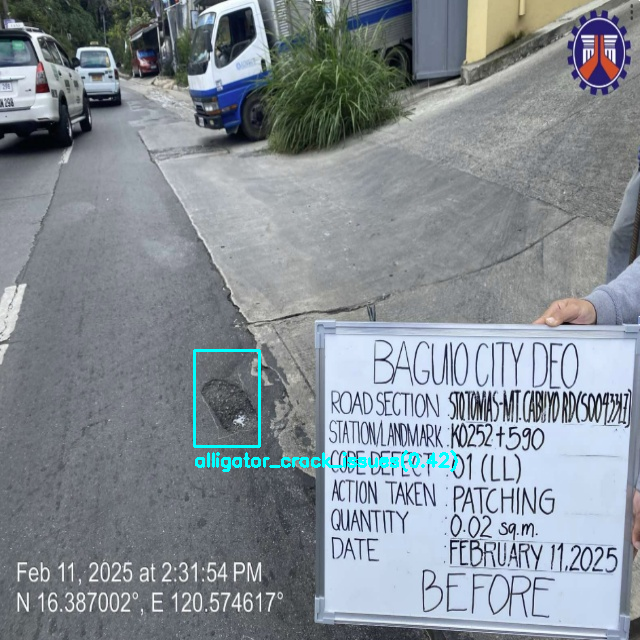 BAGUIO CITY DEO
ROAD SECTION : STO.TOMAS-MT.CABUYO RD(S00433LZ)
STATION/LANDMARK : K0252+590
CODE DEFECT : 01 (LL)
alligator_crack_issues(0.42)
ACTION TAKEN : PATCHING
QUANTITY : 0.02 sq.m.
DATE : FEBRUARY 11, 2025
BEFORE
Feb 11, 2025 at 2:31:54 PM
N 16.387002°, E 120.574617°